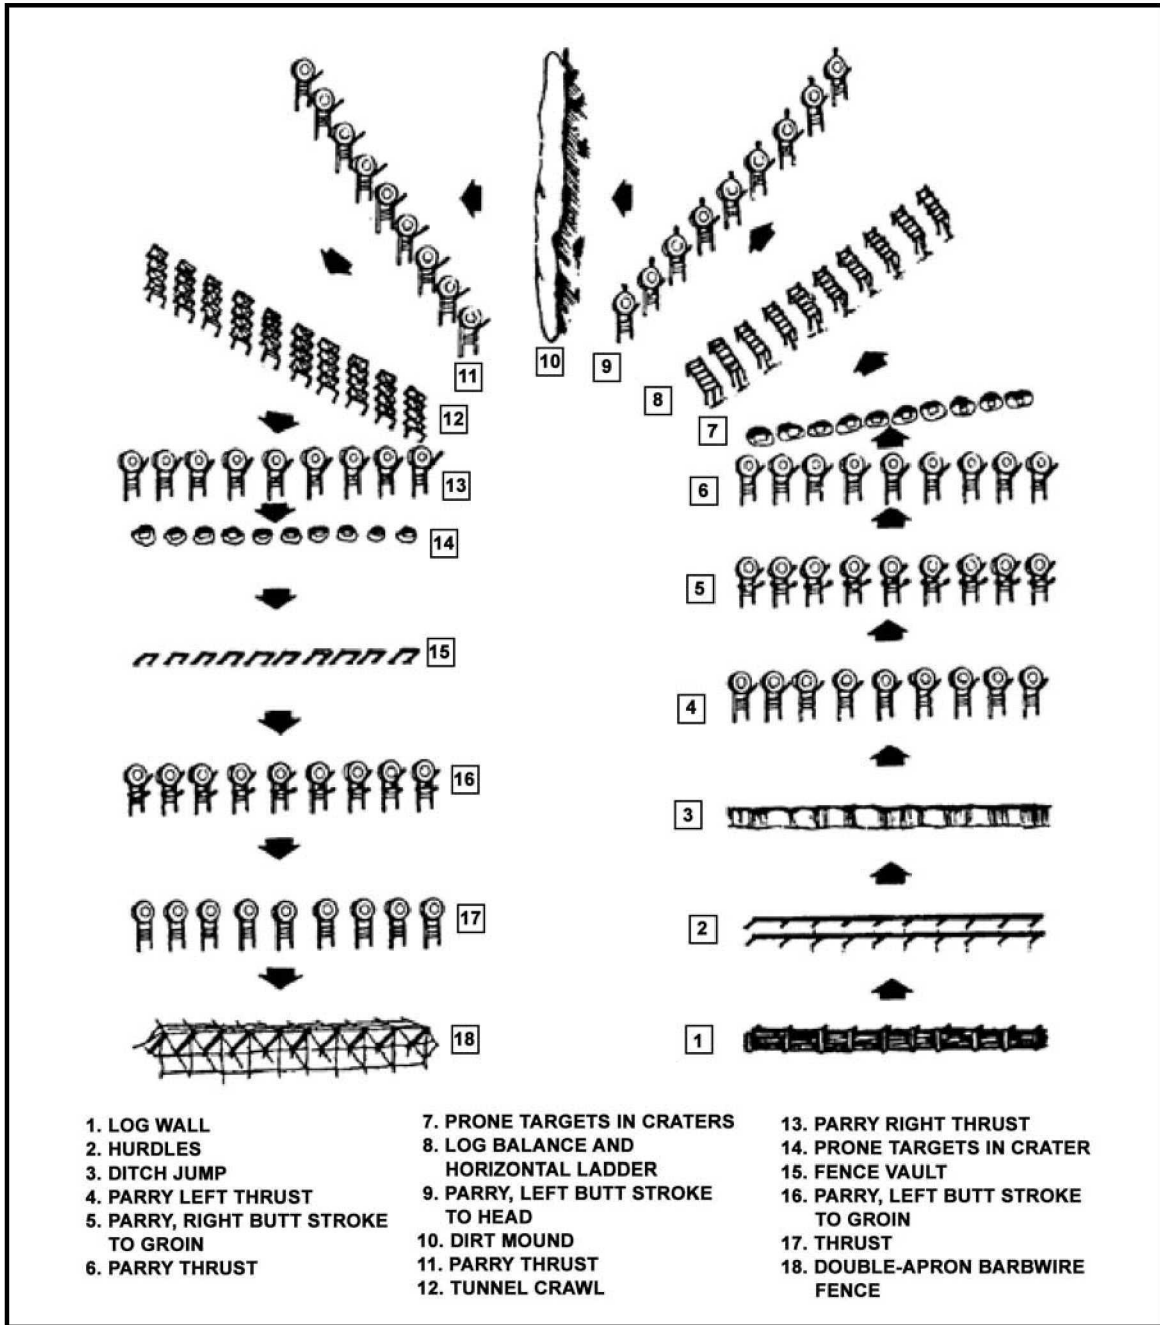 11
10
9
8
12
7
13
6
14
5
15
4
16
3
17
2
18
1
1. LOG WALL
2. HURDLES
3. DITCH JUMP
4. PARRY LEFT THRUST
5. PARRY, RIGHT BUTT STROKE
TO GROIN
6. PARRY THRUST
7. PRONE TARGETS IN CRATERS
8. LOG BALANCE AND
HORIZONTAL LADDER
9. PARRY, LEFT BUTT STROKE
TO HEAD
10. DIRT MOUND
11. PARRY THRUST
12. TUNNEL CRAWL
13. PARRY RIGHT THRUST
14. PRONE TARGETS IN CRATER
15. FENCE VAULT
16. PARRY, LEFT BUTT STROKE
TO GROIN
17. THRUST
18. DOUBLE-APRON BARBWIRE
FENCE